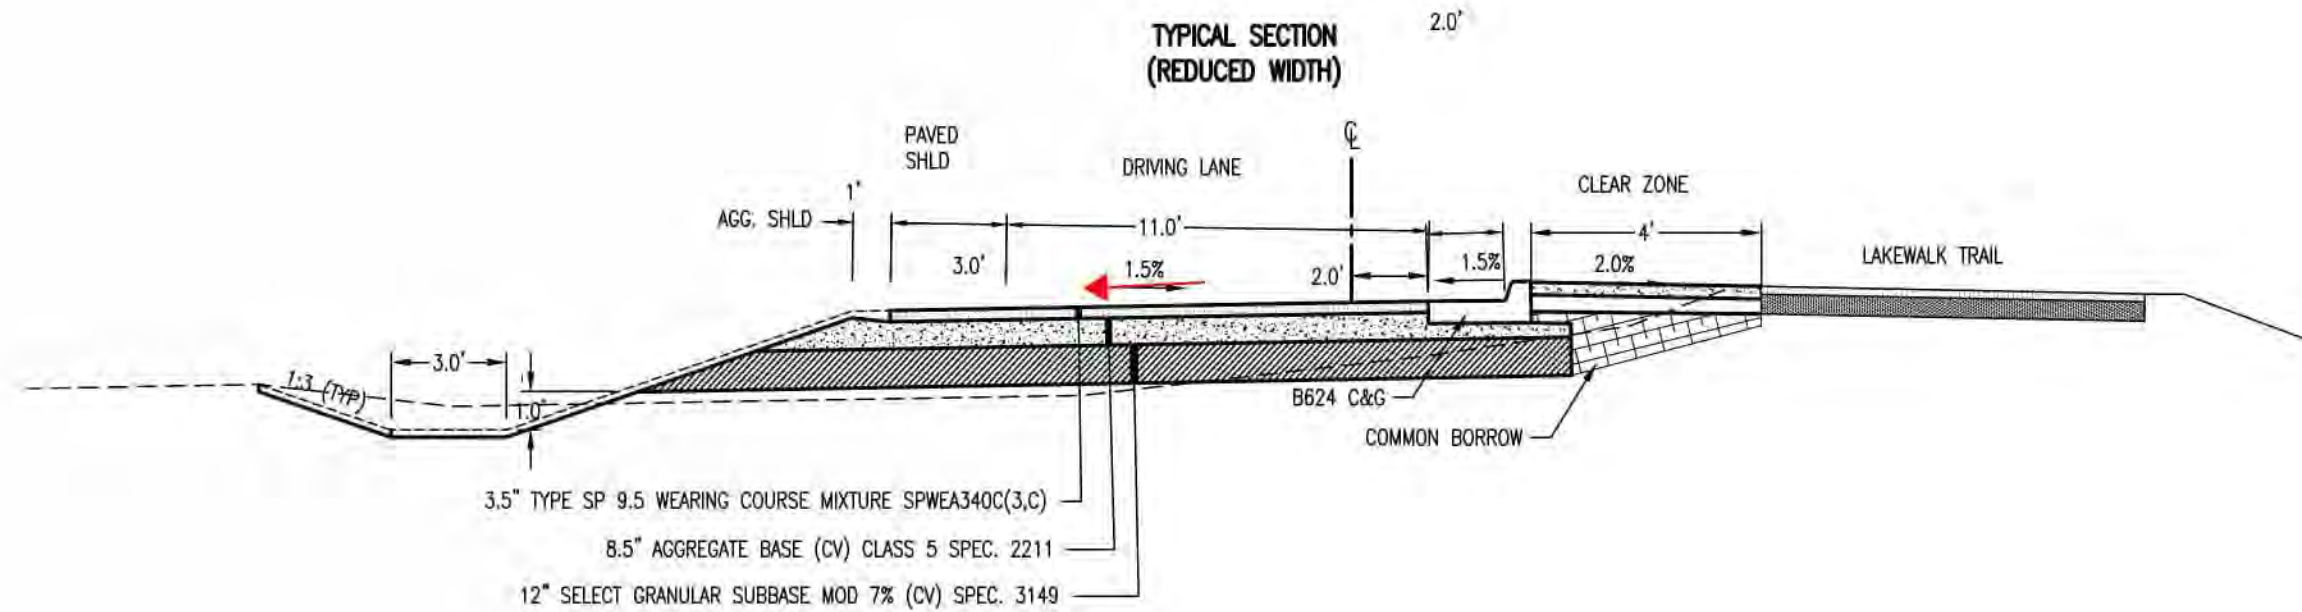 2.0'
TYPICAL SECTION
(REDUCED WIDTH)
PAVED
SHLD
DRIVING LANE
℄
CLEAR ZONE
1'
AGG. SHLD
11.0'
4'
LAKEWALK TRAIL
3.0'
1.5%
2.0'
1.5%
2.0%
3.0'
1:3 (TYP)
1.0'
B624 C&G
COMMON BORROW
3.5" TYPE SP 9.5 WEARING COURSE MIXTURE SPWEA340C(3,C)
8.5" AGGREGATE BASE (CV) CLASS 5 SPEC. 2211
12" SELECT GRANULAR SUBBASE MOD 7% (CV) SPEC. 3149